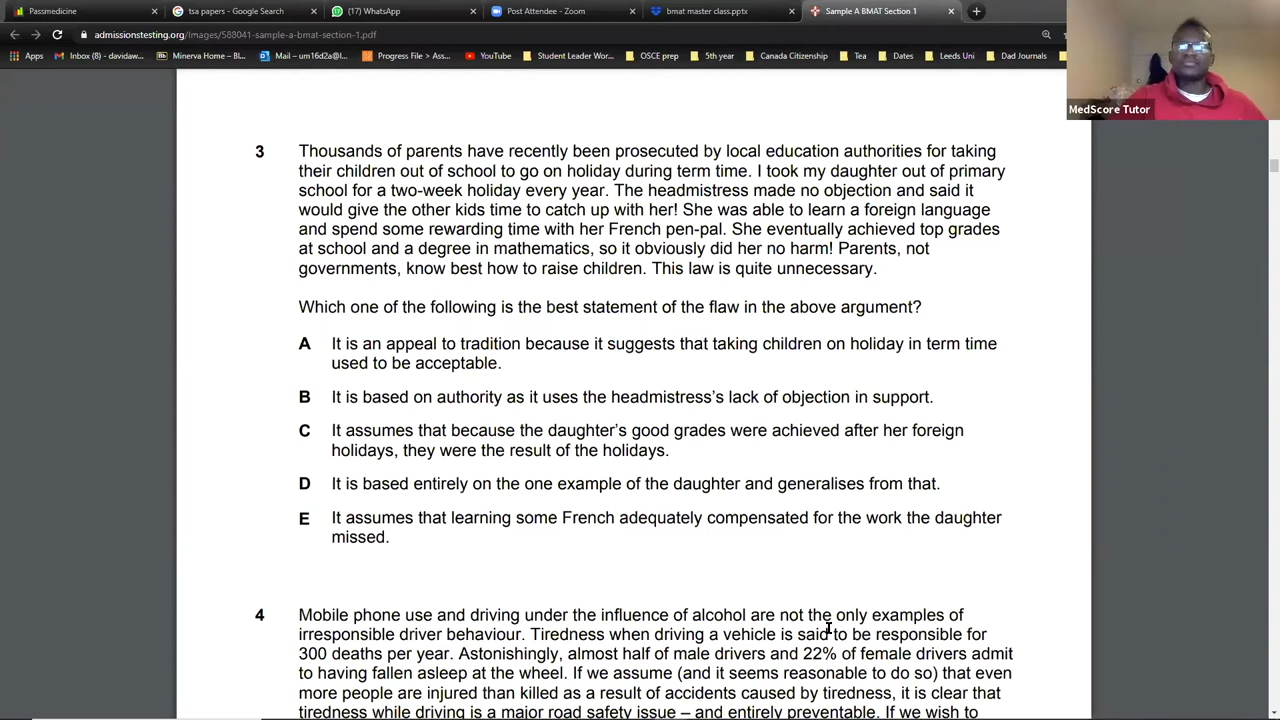 Passmedicine
tsa papers - Google Search
(17) WhatsApp
Post Attendee - Zoom
bmat master class.pptx
Sample A BMAT Section 1
admissionstesting.org/Images/588041-sample-a-bmat-section-1.pdf
Apps
Inbox (8) - davidaw...
Minerva Home – Bl...
Mail – um16d2a@l...
Progress File > Ass...
YouTube
Student Leader Wor...
OSCE prep
5th year
Canada Citizenship
Tea
Dates
Leeds Uni
Dad Journals
MedScore Tutor
3 Thousands of parents have recently been prosecuted by local education authorities for taking
their children out of school to go on holiday during term time. I took my daughter out of primary
school for a two-week holiday every year. The headmistress made no objection and said it
would give the other kids time to catch up with her! She was able to learn a foreign language
and spend some rewarding time with her French pen-pal. She eventually achieved top grades
at school and a degree in mathematics, so it obviously did her no harm! Parents, not
governments, know best how to raise children. This law is quite unnecessary.
Which one of the following is the best statement of the flaw in the above argument?
A It is an appeal to tradition because it suggests that taking children on holiday in term time
used to be acceptable.
B It is based on authority as it uses the headmistress's lack of objection in support.
C It assumes that because the daughter's good grades were achieved after her foreign
holidays, they were the result of the holidays.
D It is based entirely on the one example of the daughter and generalises from that.
E It assumes that learning some French adequately compensated for the work the daughter
missed.
4 Mobile phone use and driving under the influence of alcohol are not the only examples of
irresponsible driver behaviour. Tiredness when driving a vehicle is said to be responsible for
300 deaths per year. Astonishingly, almost half of male drivers and 22% of female drivers admit
to having fallen asleep at the wheel. If we assume (and it seems reasonable to do so) that even
more people are injured than killed as a result of accidents caused by tiredness, it is clear that
tiredness while driving is a major road safety issue – and entirely preventable. If we wish to